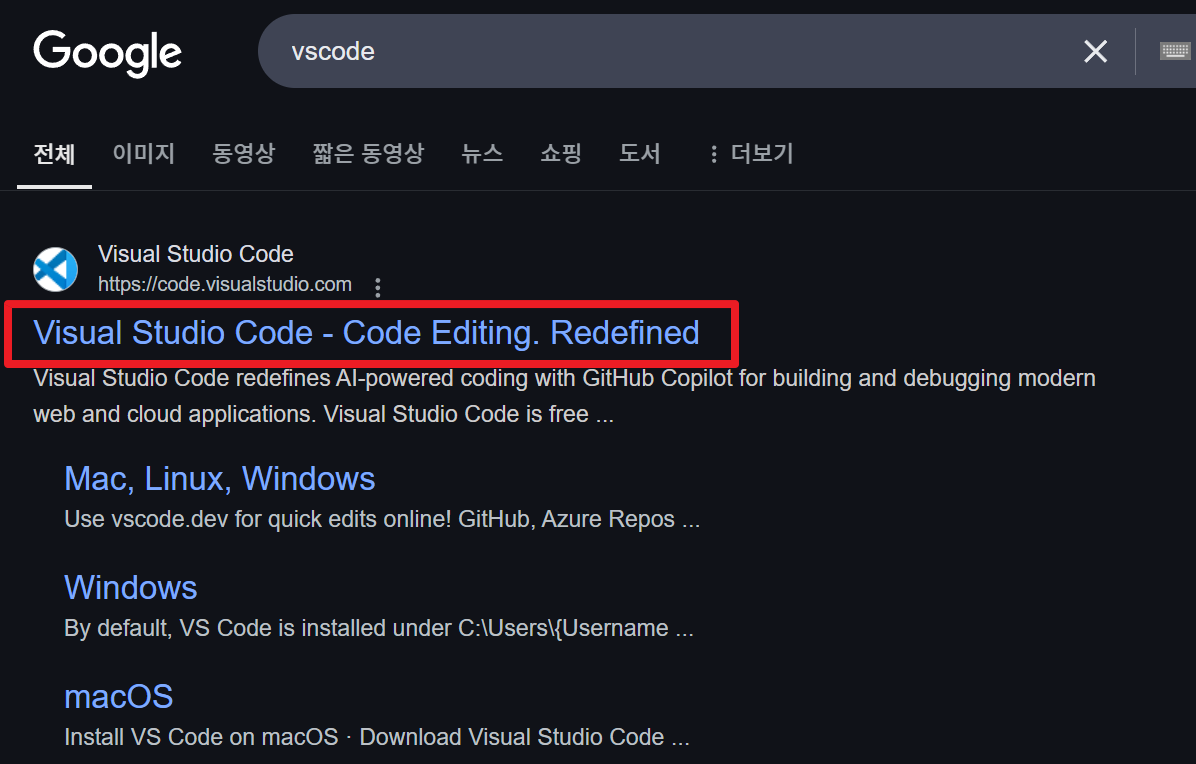 Google
vscode
전체 이미지 동영상 짧은 동영상 뉴스 쇼핑 도서 더보기
Visual Studio Code
https://code.visualstudio.com
Visual Studio Code - Code Editing. Redefined
Visual Studio Code redefines AI-powered coding with GitHub Copilot for building and debugging modern
web and cloud applications. Visual Studio Code is free ...
Mac, Linux, Windows
Use vscode.dev for quick edits online! GitHub, Azure Repos ...
Windows
By default, VS Code is installed under C:\Users\{Username ...
macOS
Install VS Code on macOS · Download Visual Studio Code ...